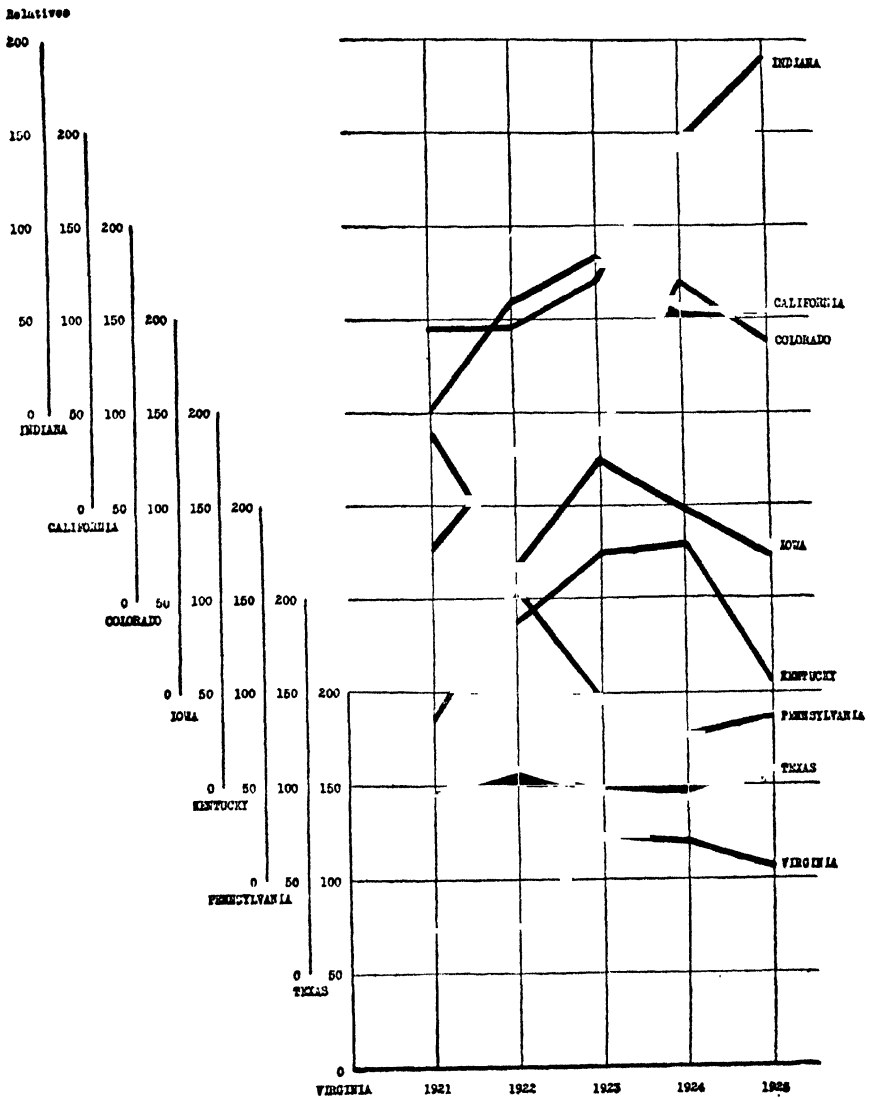 Relatives
200
INDIANA
150 200
100 150 200
CALIFORNIA
50 100 150 200
COLORADO
0 50 100 150 200
INDIANA
0 50 100 150 200
CALIFORNIA
IOWA
0 50 100 150 200
COLORADO
KENTUCKY
0 50 100 150 200
IOWA
PENNSYLVANIA
TEXAS
0 50 100 150
KENTUCKY
VIRGINIA
0 50 100
PENNSYLVANIA
0 50
TEXAS
0
VIRGINIA 1921 1922 1923 1924 1925